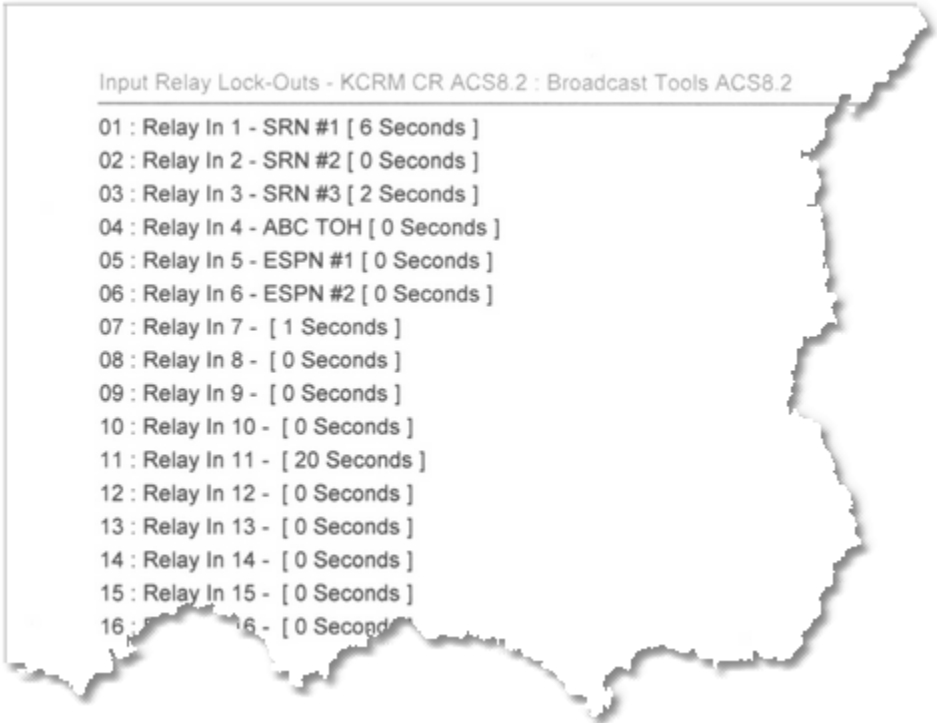 Input Relay Lock-Outs - KCRM CR ACS8.2 : Broadcast Tools ACS8.2
01 : Relay In 1 - SRN #1 [ 6 Seconds ]
02 : Relay In 2 - SRN #2 [ 0 Seconds ]
03 : Relay In 3 - SRN #3 [ 2 Seconds ]
04 : Relay In 4 - ABC TOH [ 0 Seconds ]
05 : Relay In 5 - ESPN #1 [ 0 Seconds ]
06 : Relay In 6 - ESPN #2 [ 0 Seconds ]
07 : Relay In 7 - [ 1 Seconds ]
08 : Relay In 8 - [ 0 Seconds ]
09 : Relay In 9 - [ 0 Seconds ]
10 : Relay In 10 - [ 0 Seconds ]
11 : Relay In 11 - [ 20 Seconds ]
12 : Relay In 12 - [ 0 Seconds ]
13 : Relay In 13 - [ 0 Seconds ]
14 : Relay In 14 - [ 0 Seconds ]
15 : Relay In 15 - [ 0 Seconds ]
16 : - [ 0